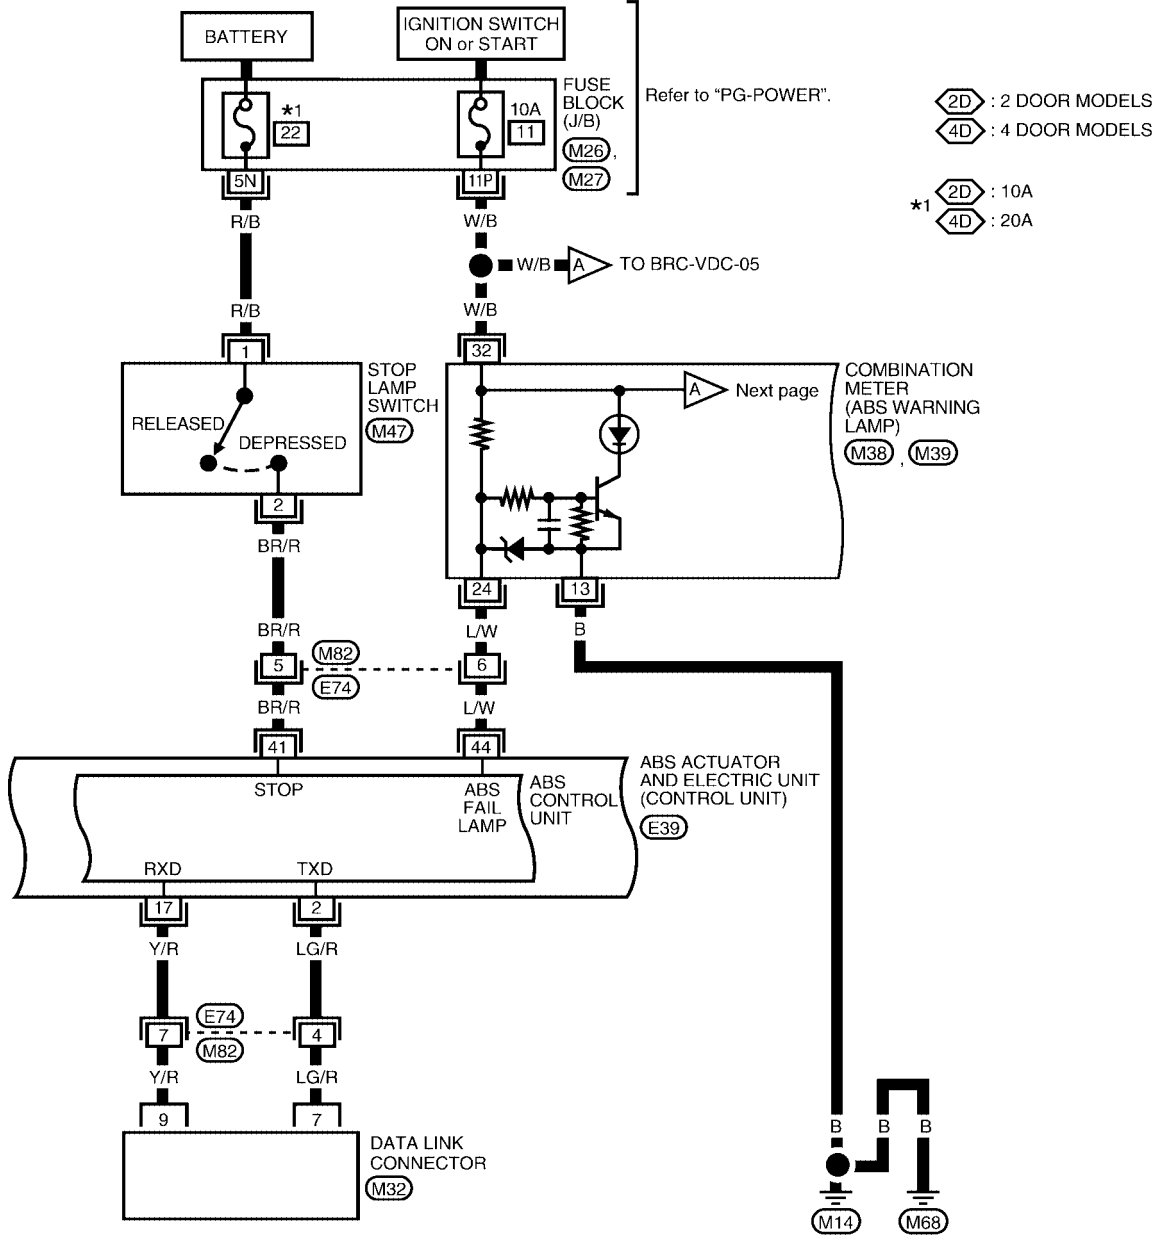 BATTERY
IGNITION SWITCH
ON or START
*1
22
10A
11
FUSE
BLOCK
(J/B)
M26 ,
M27
Refer to "PG-POWER".
2D : 2 DOOR MODELS
4D : 4 DOOR MODELS
*1
2D : 10A
4D : 20A
5N
11P
R/B
W/B
W/B
A
TO BRC-VDC-05
R/B
W/B
1
32
STOP
LAMP
SWITCH
M47
RELEASED
DEPRESSED
A
Next page
COMBINATION
METER
(ABS WARNING
LAMP)
M38 , M39
2
BR/R
24
13
BR/R
L/W
B
5
M82
E74
6
BR/R
L/W
41
44
STOP
ABS
FAIL
LAMP
ABS
CONTROL
UNIT
ABS ACTUATOR
AND ELECTRIC UNIT
(CONTROL UNIT)
E39
RXD
TXD
17
2
Y/R
LG/R
7
E74
M82
4
Y/R
LG/R
9
7
DATA LINK
CONNECTOR
M32
B
B
B
M14
M68